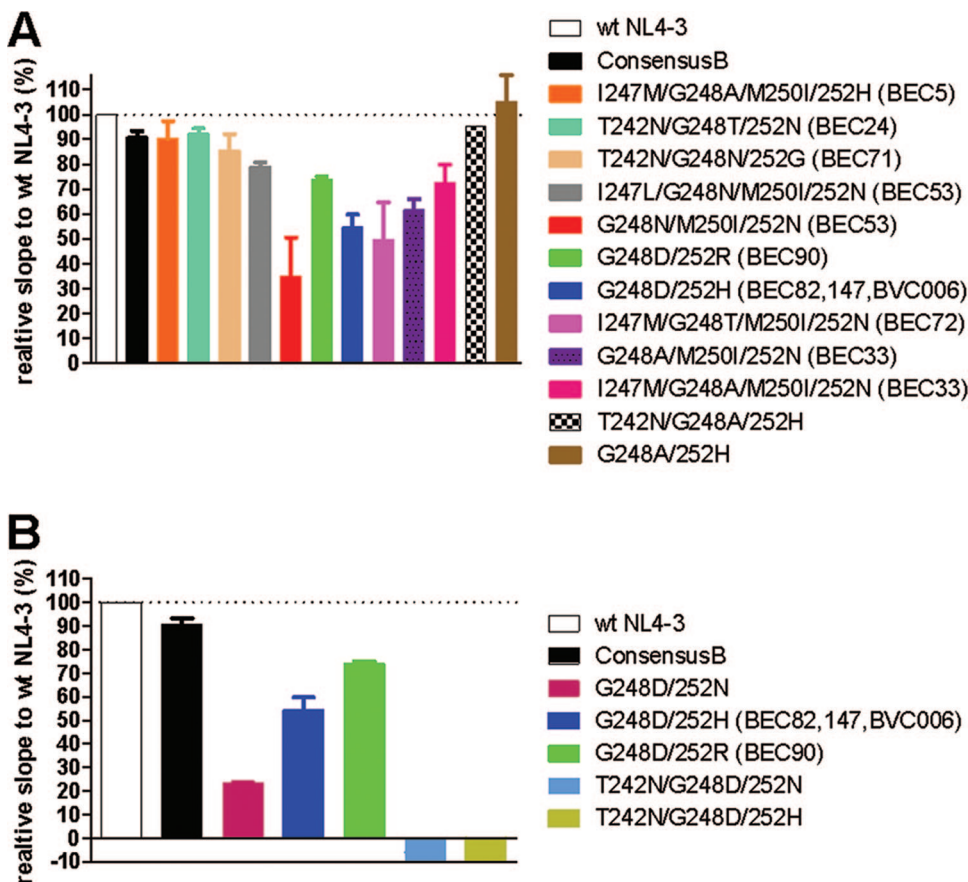 A
realtive slope to wt NL4-3 (%)
110
100
90
80
70
60
50
40
30
20
10
0
wt NL4-3
ConsensusB
I247M/G248A/M250I/252H (BEC5)
T242N/G248T/252N (BEC24)
T242N/G248N/252G (BEC71)
I247L/G248N/M250I/252N (BEC53)
G248N/M250I/252N (BEC53)
G248D/252R (BEC90)
G248D/252H (BEC82,147,BVC006)
I247M/G248T/M250I/252N (BEC72)
G248A/M250I/252N (BEC33)
I247M/G248A/M250I/252N (BEC33)
T242N/G248A/252H
G248A/252H
B
realtive slope to wt NL4-3 (%)
110
100
90
80
70
60
50
40
30
20
10
0
-10
wt NL4-3
ConsensusB
G248D/252N
G248D/252H (BEC82,147,BVC006)
G248D/252R (BEC90)
T242N/G248D/252N
T242N/G248D/252H